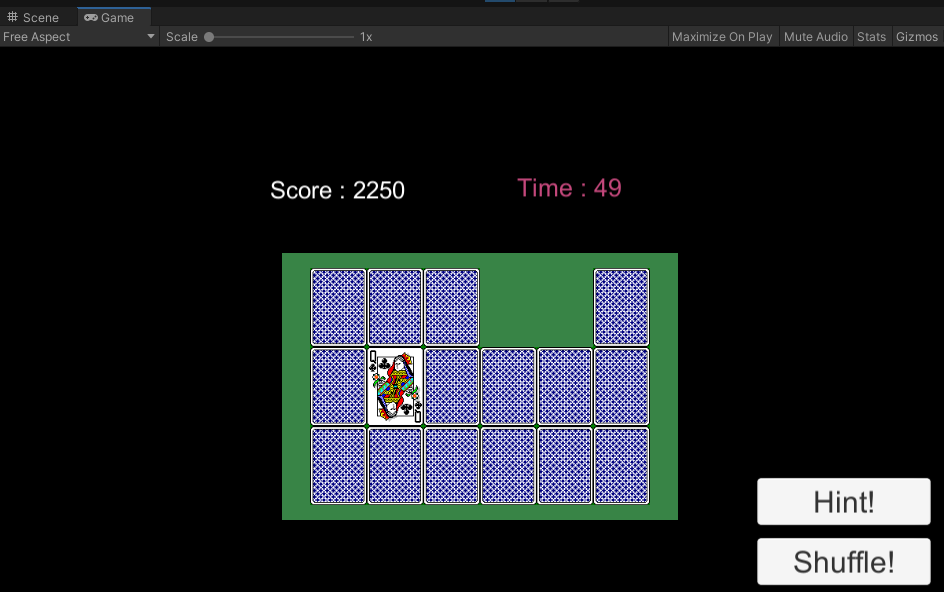 Scene Game
Free Aspect Scale 1x Maximize On Play Mute Audio Stats Gizmos
Score : 2250 Time : 49
Q
Q
Hint!
Shuffle!